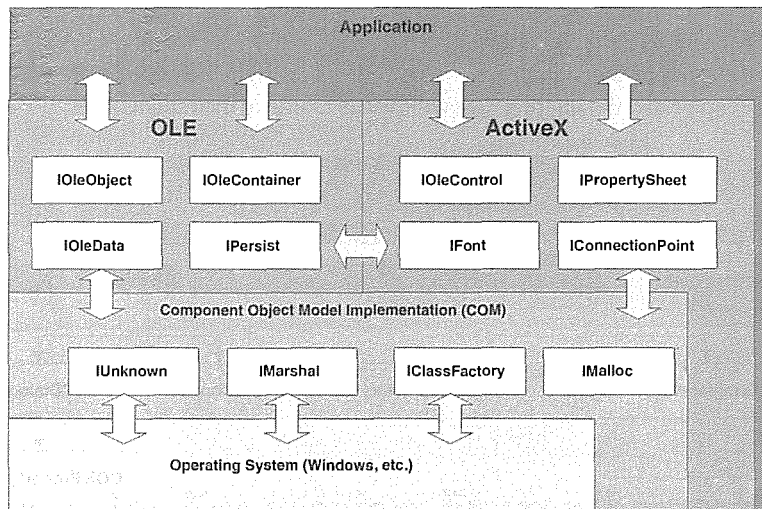 Application
OLE
ActiveX
IOleObject
IOleContainer
IOleControl
IPropertySheet
IOleData
IPersist
IFont
IConnectionPoint
Component Object Model Implementation (COM)
IUnknown
IMarshal
IClassFactory
IMalloc
Operating System (Windows, etc.)